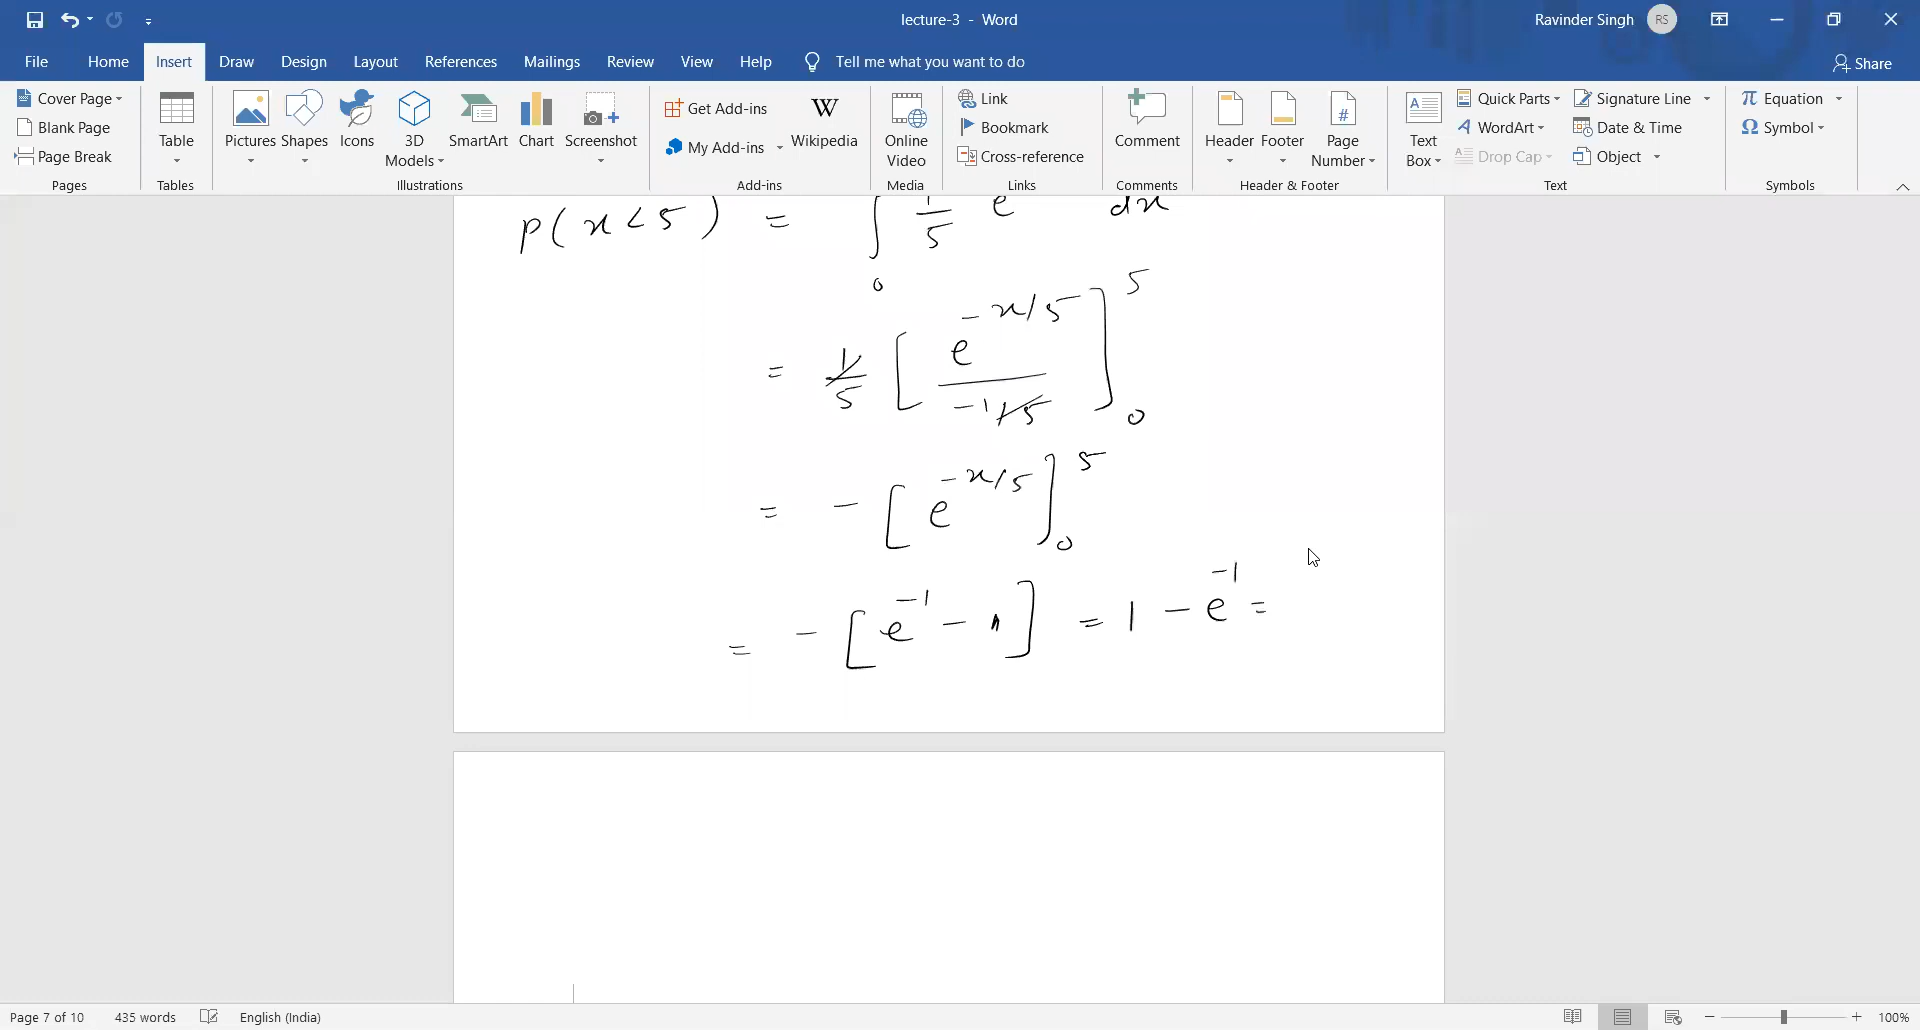 lecture-3 - Word
Ravinder Singh RS
File Home Insert Draw Design Layout References Mailings Review View Help Tell me what you want to do Share
Cover Page
Blank Page
Page Break
Pages
Table
Tables
Pictures Shapes Icons 3D Models SmartArt Chart Screenshot
Illustrations
Get Add-ins
My Add-ins
Wikipedia
Add-ins
Online Video
Media
Link
Bookmark
Cross-reference
Links
Comment
Comments
Header Footer Page Number
Header & Footer
Text Box
Quick Parts
WordArt
Drop Cap
Signature Line
Date & Time
Object
Text
Equation
Symbol
Symbols
P(x<5) = ∫₀ 1/5 e dx
= 1/5 [e^(-x/5) / (-1/5)]₀⁵
= - [e^(-x/5)]₀⁵
= - [e^(-1) - 1] = 1 - e^(-1) =
Page 7 of 10 435 words English (India) 100%